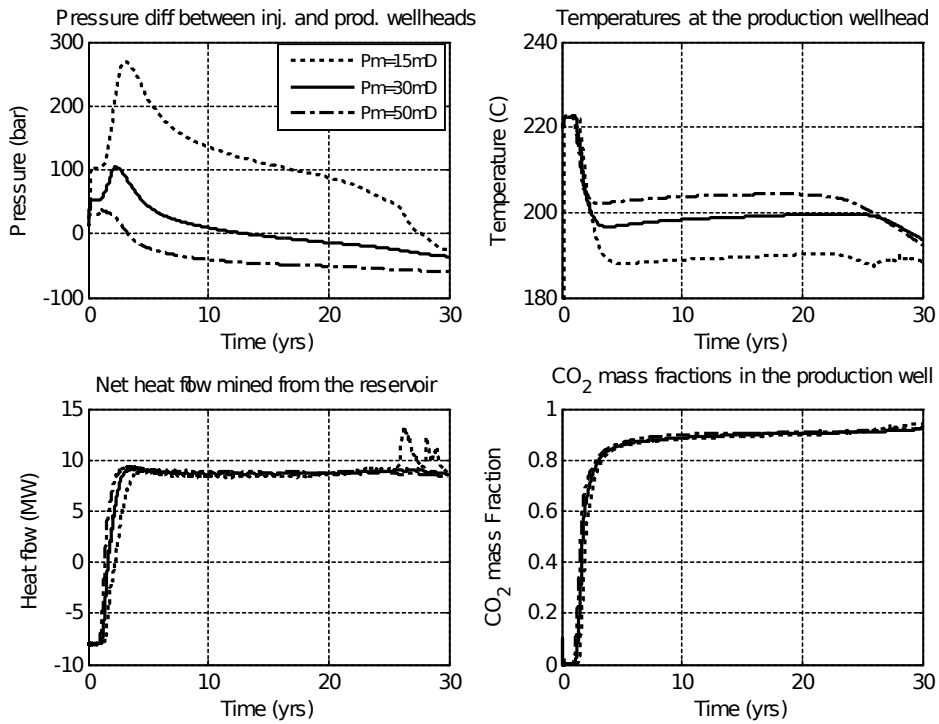 Pressure diff between inj. and prod. wellheads
300
200
100
0
-100
Pressure (bar)
Pm=15mD
Pm=30mD
Pm=50mD
0 10 20 30
Time (yrs)
Temperatures at the production wellhead
240
220
200
180
Temperature (C)
0 10 20 30
Time (yrs)
Net heat flow mined from the reservoir
15
10
5
0
-5
-10
Heat flow (MW)
0 10 20 30
Time (yrs)
CO2 mass fractions in the production well
1
0.8
0.6
0.4
0.2
0
CO2 mass Fraction
0 10 20 30
Time (yrs)